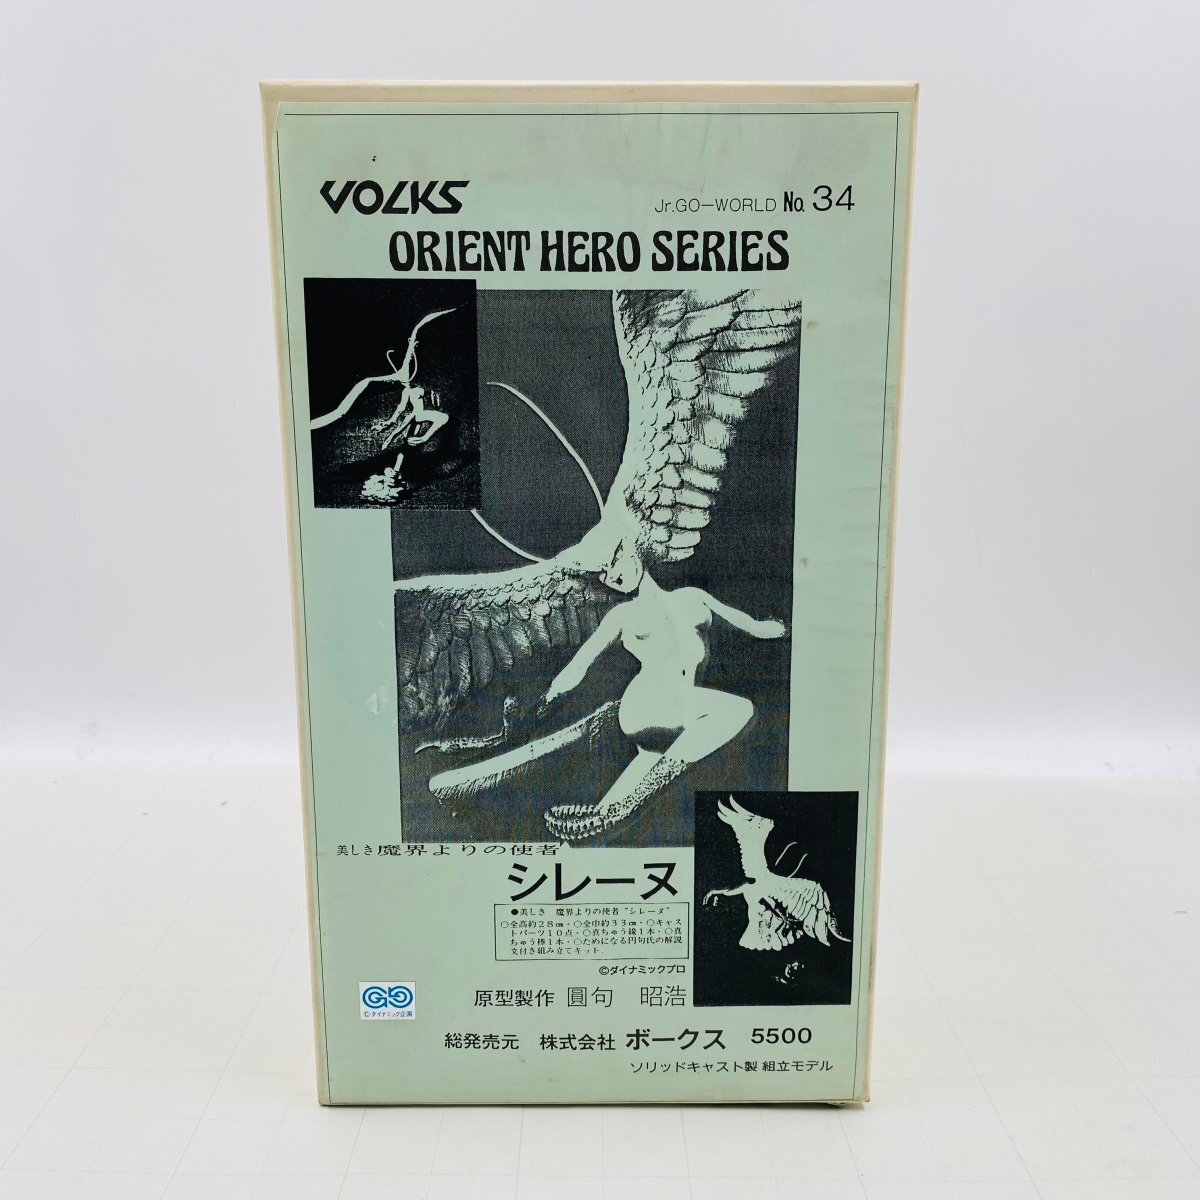 VOLKS
Jr.GO−WORLD No. 34
ORIENT HERO SERIES
美しき 魔界よりの使者
シレーヌ
●美しき 魔界よりの使者“シレーヌ”
○全高約28㎝・○全巾約33㎝・○キャス
トパーツ10点・○真ちゅう線1本・○真
ちゅう棒1本・○ためになる円句氏の解説
文付き組み立てキット。
©ダイナミックプロ
原型製作 圓句 昭浩
©ダイナミック企画
総発売元 株式会社 ボークス 5500
ソリッドキャスト製 組立モデル